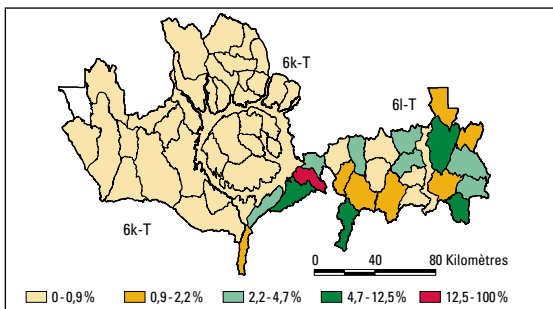 6k-T
6l-T
6k-T
0 20 40 80 Kilomètres
0 - 0,9 % 0,9 - 2,2 % 2,2 - 4,7 % 4,7 - 12,5 % 12,5 - 100 %